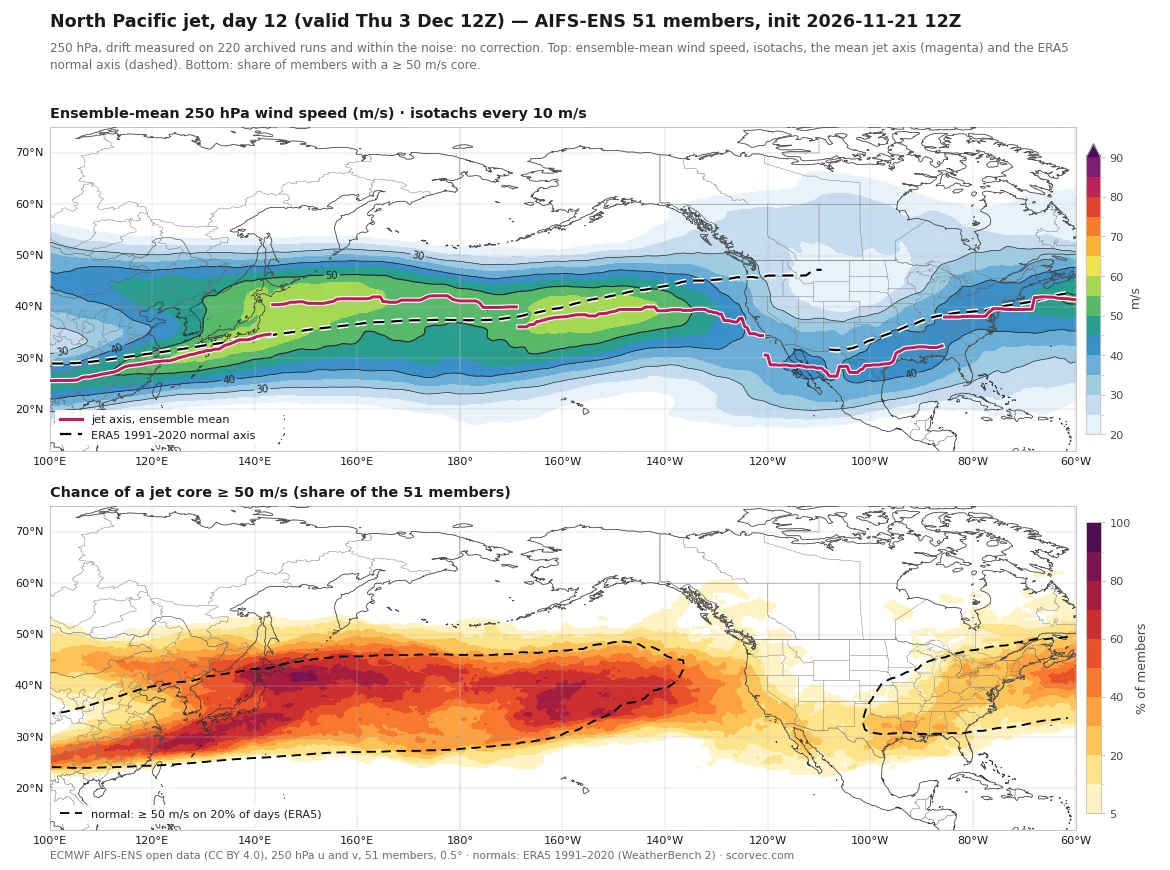 North Pacific jet, day 12 (valid Thu 3 Dec 12Z) — AIFS-ENS 51 members, init 2026-11-21 12Z
250 hPa, drift measured on 220 archived runs and within the noise: no correction. Top: ensemble-mean wind speed, isotachs, the mean jet axis (magenta) and the ERA5
normal axis (dashed). Bottom: share of members with a ≥ 50 m/s core.
Ensemble-mean 250 hPa wind speed (m/s) · isotachs every 10 m/s
70°N
60°N
50°N
40°N
30°N
20°N
30
50
40
30
40
30
40
40
jet axis, ensemble mean
ERA5 1991–2020 normal axis
100°E 120°E 140°E 160°E 180° 160°W 140°W 120°W 100°W 80°W 60°W
90
80
70
60
50
40
30
20
m/s
Chance of a jet core ≥ 50 m/s (share of the 51 members)
70°N
60°N
50°N
40°N
30°N
20°N
normal: ≥ 50 m/s on 20% of days (ERA5)
100°E 120°E 140°E 160°E 180° 160°W 140°W 120°W 100°W 80°W 60°W
100
80
60
40
20
5
% of members
ECMWF AIFS-ENS open data (CC BY 4.0), 250 hPa u and v, 51 members, 0.5° · normals: ERA5 1991–2020 (WeatherBench 2) · scorvec.com